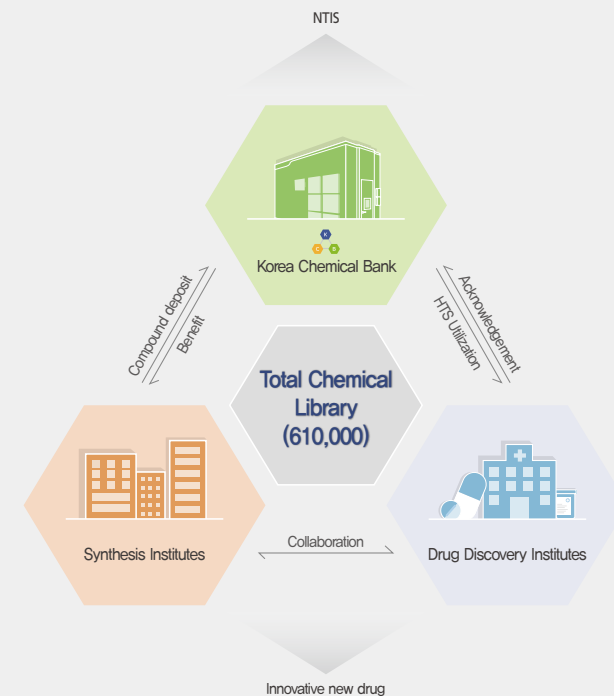 NTIS
K
C
B
Korea Chemical Bank
Compound deposit
Benefit
Acknowledgement
HTS Utilization
Total Chemical
Library
(610,000)
Synthesis Institutes
Collaboration
Drug Discovery Institutes
Innovative new drug